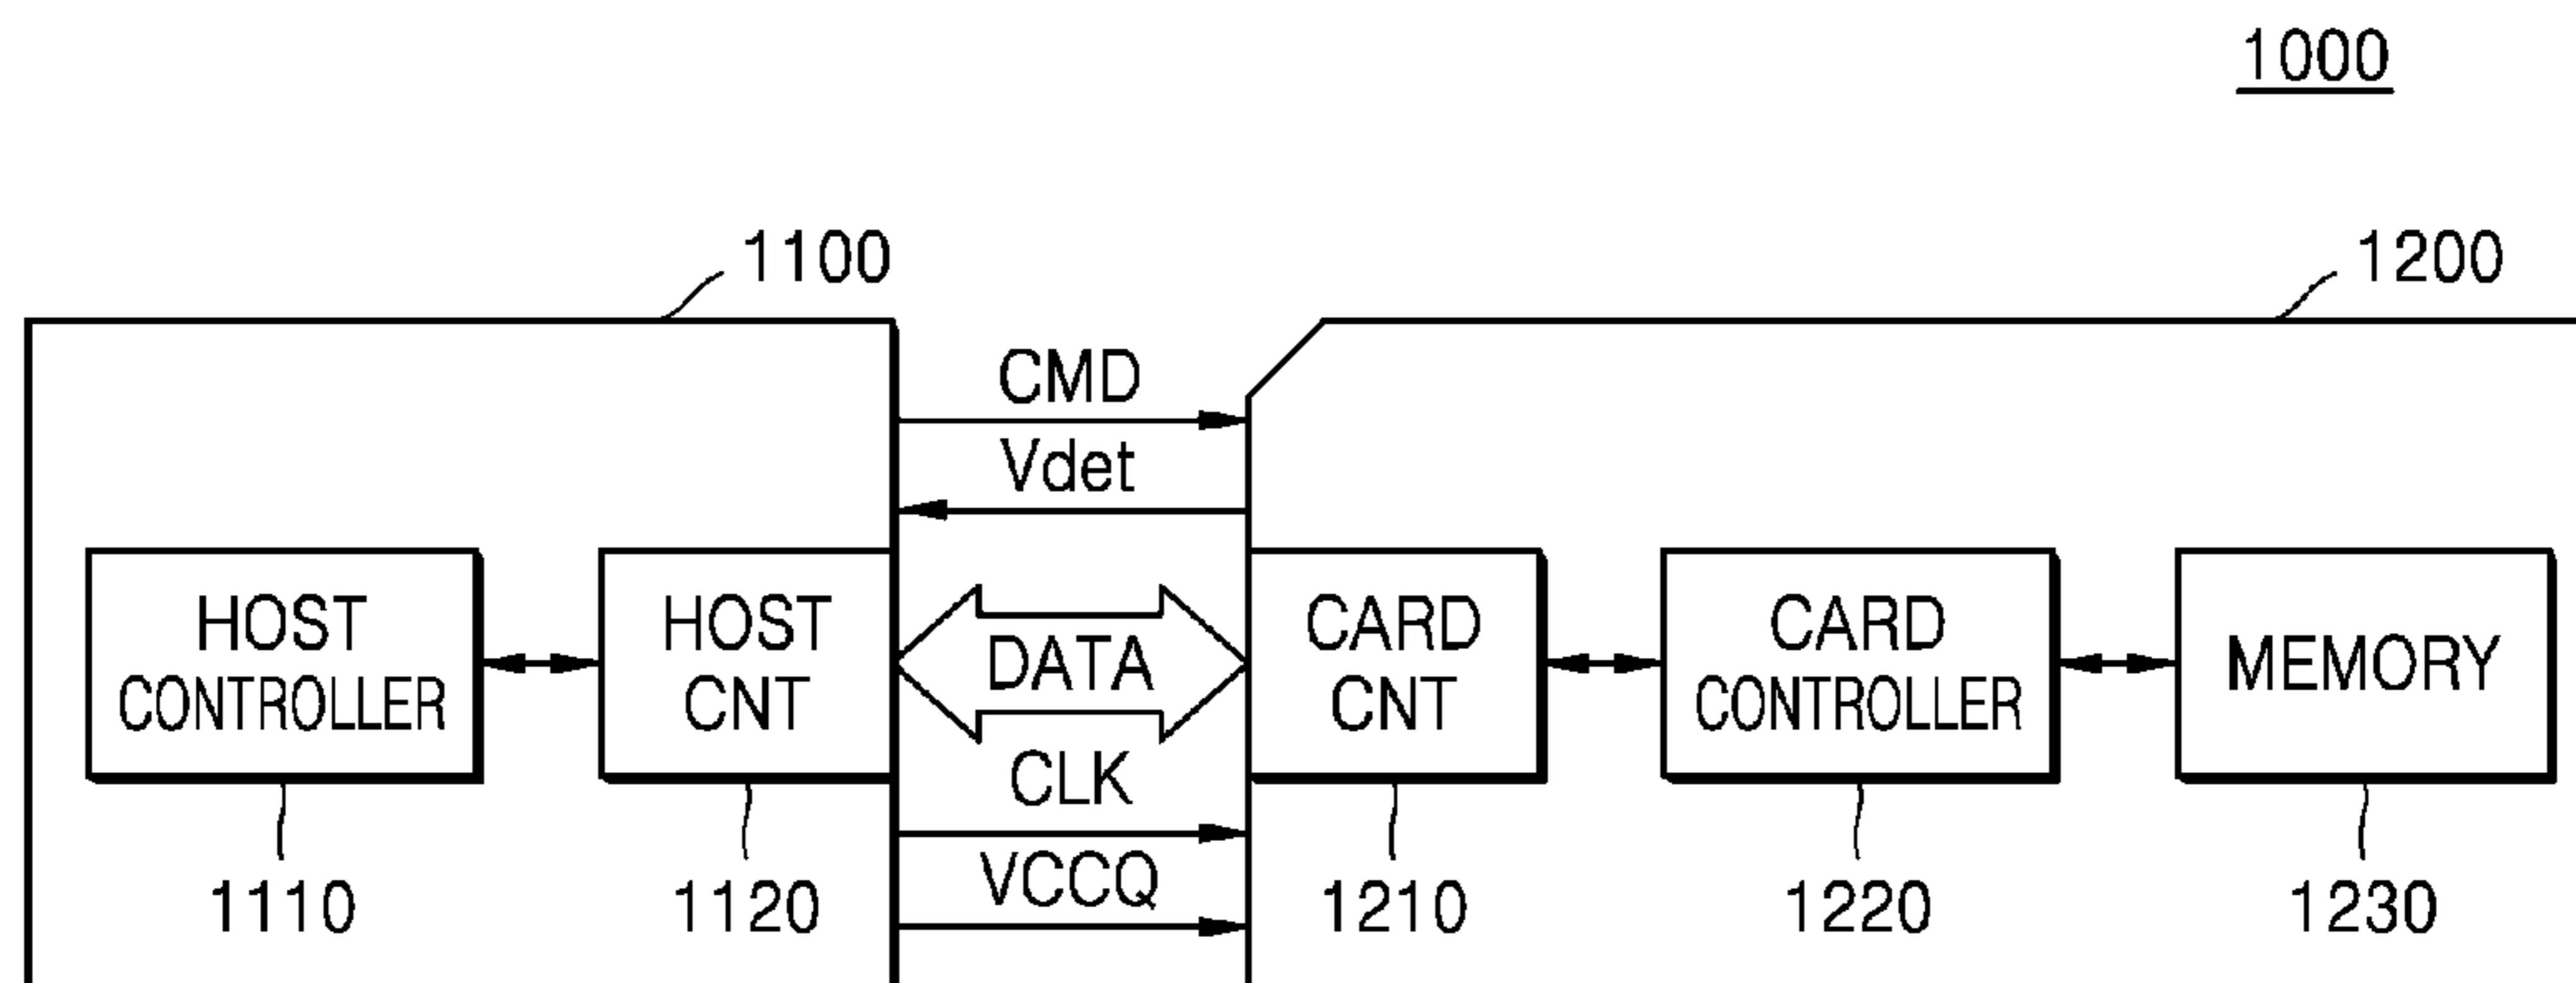 1000
1100
1200
CMD
Vdet
HOST
CONTROLLER
HOST
CNT
DATA
CARD
CNT
CARD
CONTROLLER
MEMORY
CLK
VCCQ
1110
1120
1210
1220
1230